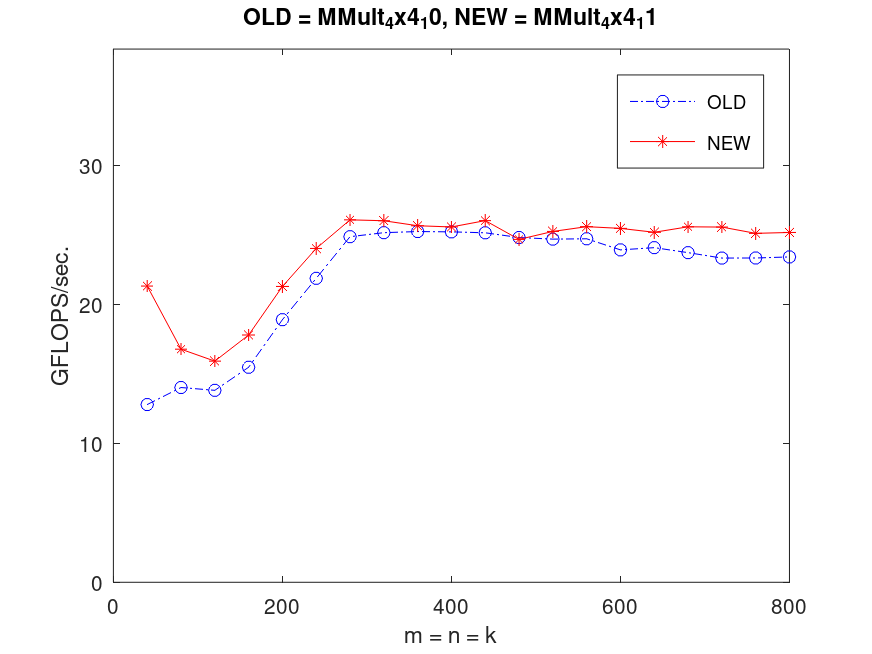 OLD = MMult₄x4₁0, NEW = MMult₄x4₁1
OLD
NEW
30
20
10
0
GFLOPS/sec.
0 200 400 600 800
m = n = k